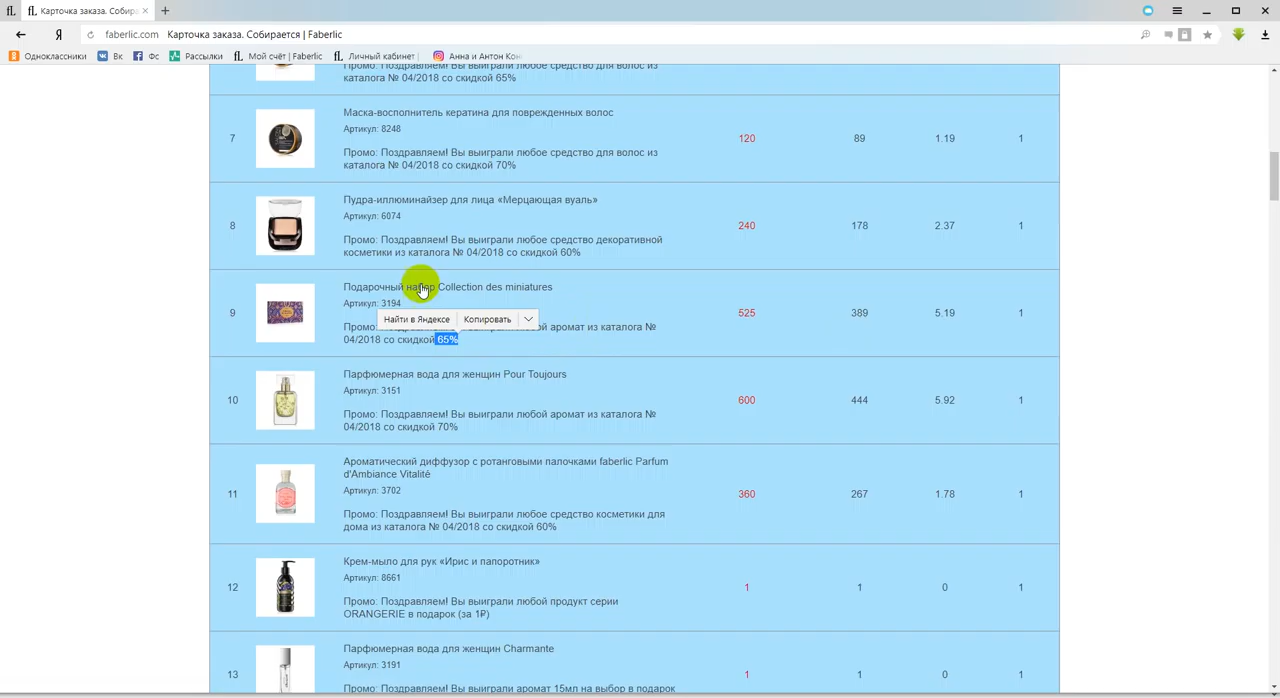 Карточка заказа. Собира
faberlic.com Карточка заказа. Собирается | Faberlic
Одноклассники Вк Фс Рассылки Мой счёт | Faberlic Личный кабинет Анна и Антон Кон
Промо: Поздравляем! Вы выиграли любое средство для волос из
каталога № 04/2018 со скидкой 65%
7
Маска-восполнитель кератина для поврежденных волос
Артикул: 8248
Промо: Поздравляем! Вы выиграли любое средство для волос из
каталога № 04/2018 со скидкой 70%
120 89 1.19 1
8
Пудра-иллюминайзер для лица «Мерцающая вуаль»
Артикул: 6074
Промо: Поздравляем! Вы выиграли любое средство декоративной
косметики из каталога № 04/2018 со скидкой 60%
240 178 2.37 1
9
Подарочный набор Collection des miniatures
Артикул: 3194
Найти в Яндексе Копировать
Промо: аромат из каталога №
04/2018 со скидкой 65%
525 389 5.19 1
10
Парфюмерная вода для женщин Pour Toujours
Артикул: 3151
Промо: Поздравляем! Вы выиграли любой аромат из каталога №
04/2018 со скидкой 70%
600 444 5.92 1
11
Ароматический диффузор с ротанговыми палочками faberlic Parfum
d'Ambiance Vitalité
Артикул: 3702
Промо: Поздравляем! Вы выиграли любое средство косметики для
дома из каталога № 04/2018 со скидкой 60%
360 267 1.78 1
12
Крем-мыло для рук «Ирис и папоротник»
Артикул: 8661
Промо: Поздравляем! Вы выиграли любой продукт серии
ORANGERIE в подарок (за 1₽)
1 1 0 1
13
Парфюмерная вода для женщин Charmante
Артикул: 3191
Промо: Поздравляем! Вы выиграли аромат 15мл на выбор в подарок
1 1 0 1